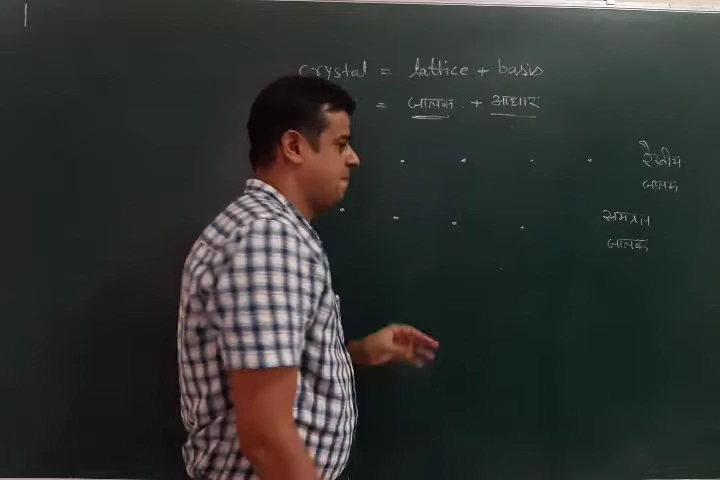 crystal = lattice + basis
= जालक + आधार
रेखीय
जालक
समतल
जालक